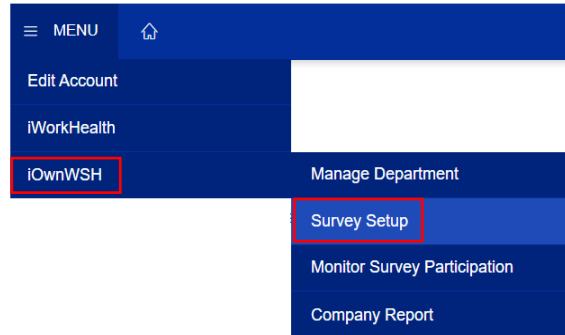 MENU
Edit Account
iWorkHealth
iOwnWSH
Manage Department
Survey Setup
Monitor Survey Participation
Company Report